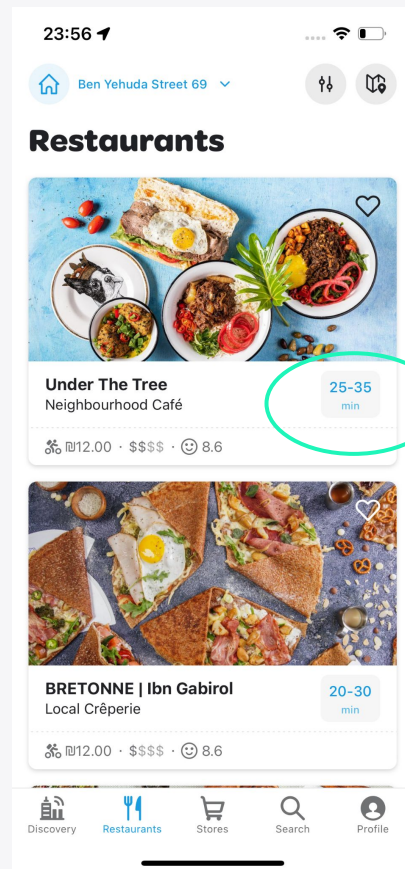 23:56
Ben Yehuda Street 69
Restaurants
Under The Tree
Neighbourhood Café
25-35
min
₪12.00 · $$$$ · 8.6
BRETONNE | Ibn Gabirol
Local Crêperie
20-30
min
₪12.00 · $$$$ · 8.6
Discovery
Restaurants
Stores
Search
Profile